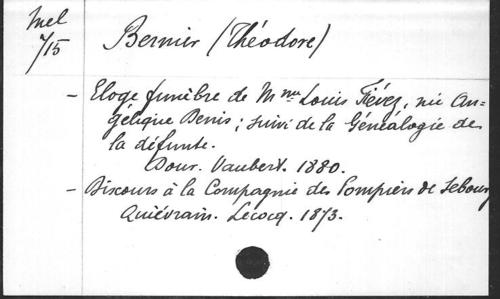 Mel
7/15
Bernier (Théodore)
- Eloge funèbre de Mme Louis Fiévez, née An=
gélique Denis; suivi de la Généalogie de
la défunte.
Dour. Vaubert. 1880.
- Discours à la Compagnie des Pompiers de Sebourg
Quiévrain. Lecocq. 1873.